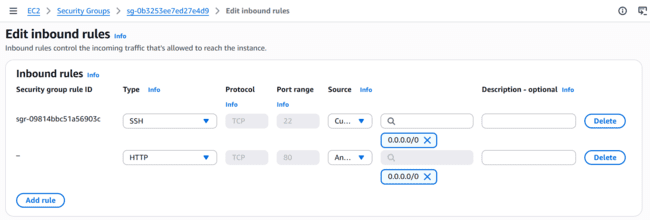 EC2 > Security Groups > sg-0b3253ee7ed27e4d9 > Edit inbound rules
Edit inbound rules Info
Inbound rules control the incoming traffic that's allowed to reach the instance.
Inbound rules Info
Security group rule ID Type Info Protocol Info Port range Info Source Info Description - optional Info
sgr-09814bbc51a56903c SSH TCP 22 Cu... Delete
0.0.0.0/0
– HTTP TCP 80 An... Delete
0.0.0.0/0
Add rule